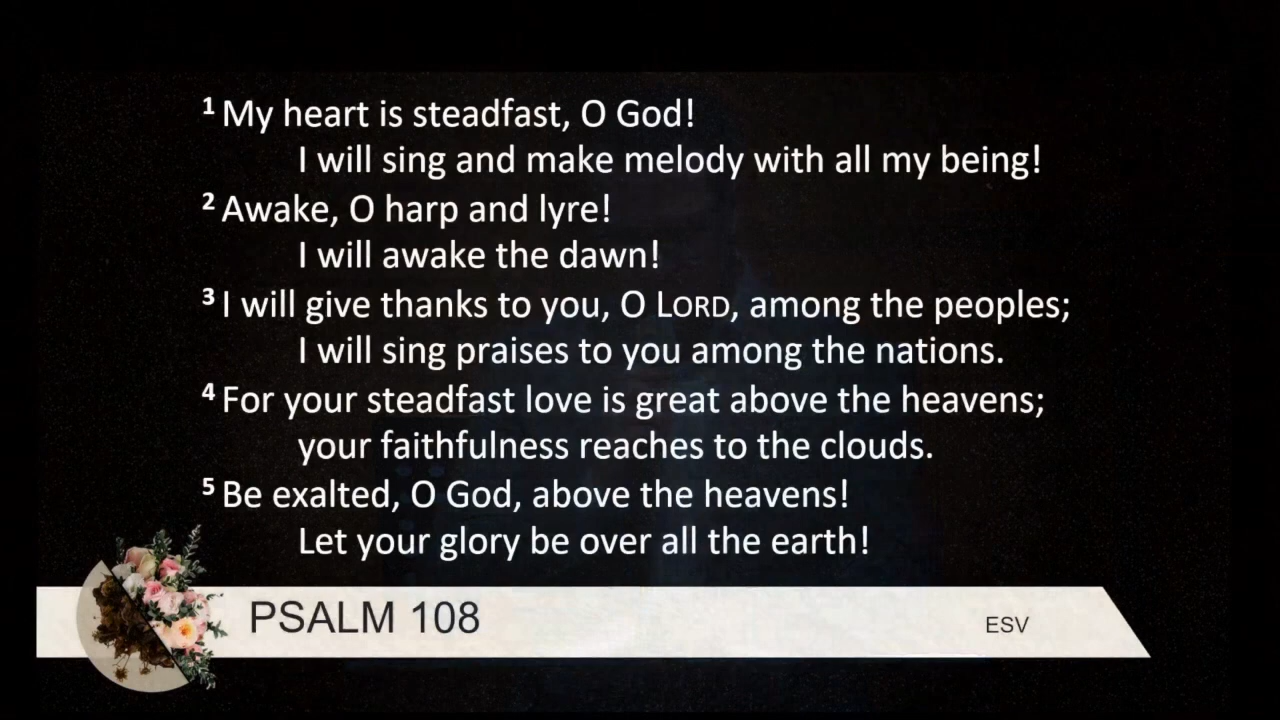 1 My heart is steadfast, O God!
I will sing and make melody with all my being!
2 Awake, O harp and lyre!
I will awake the dawn!
3 I will give thanks to you, O LORD, among the peoples;
I will sing praises to you among the nations.
4 For your steadfast love is great above the heavens;
your faithfulness reaches to the clouds.
5 Be exalted, O God, above the heavens!
Let your glory be over all the earth!
PSALM 108
ESV